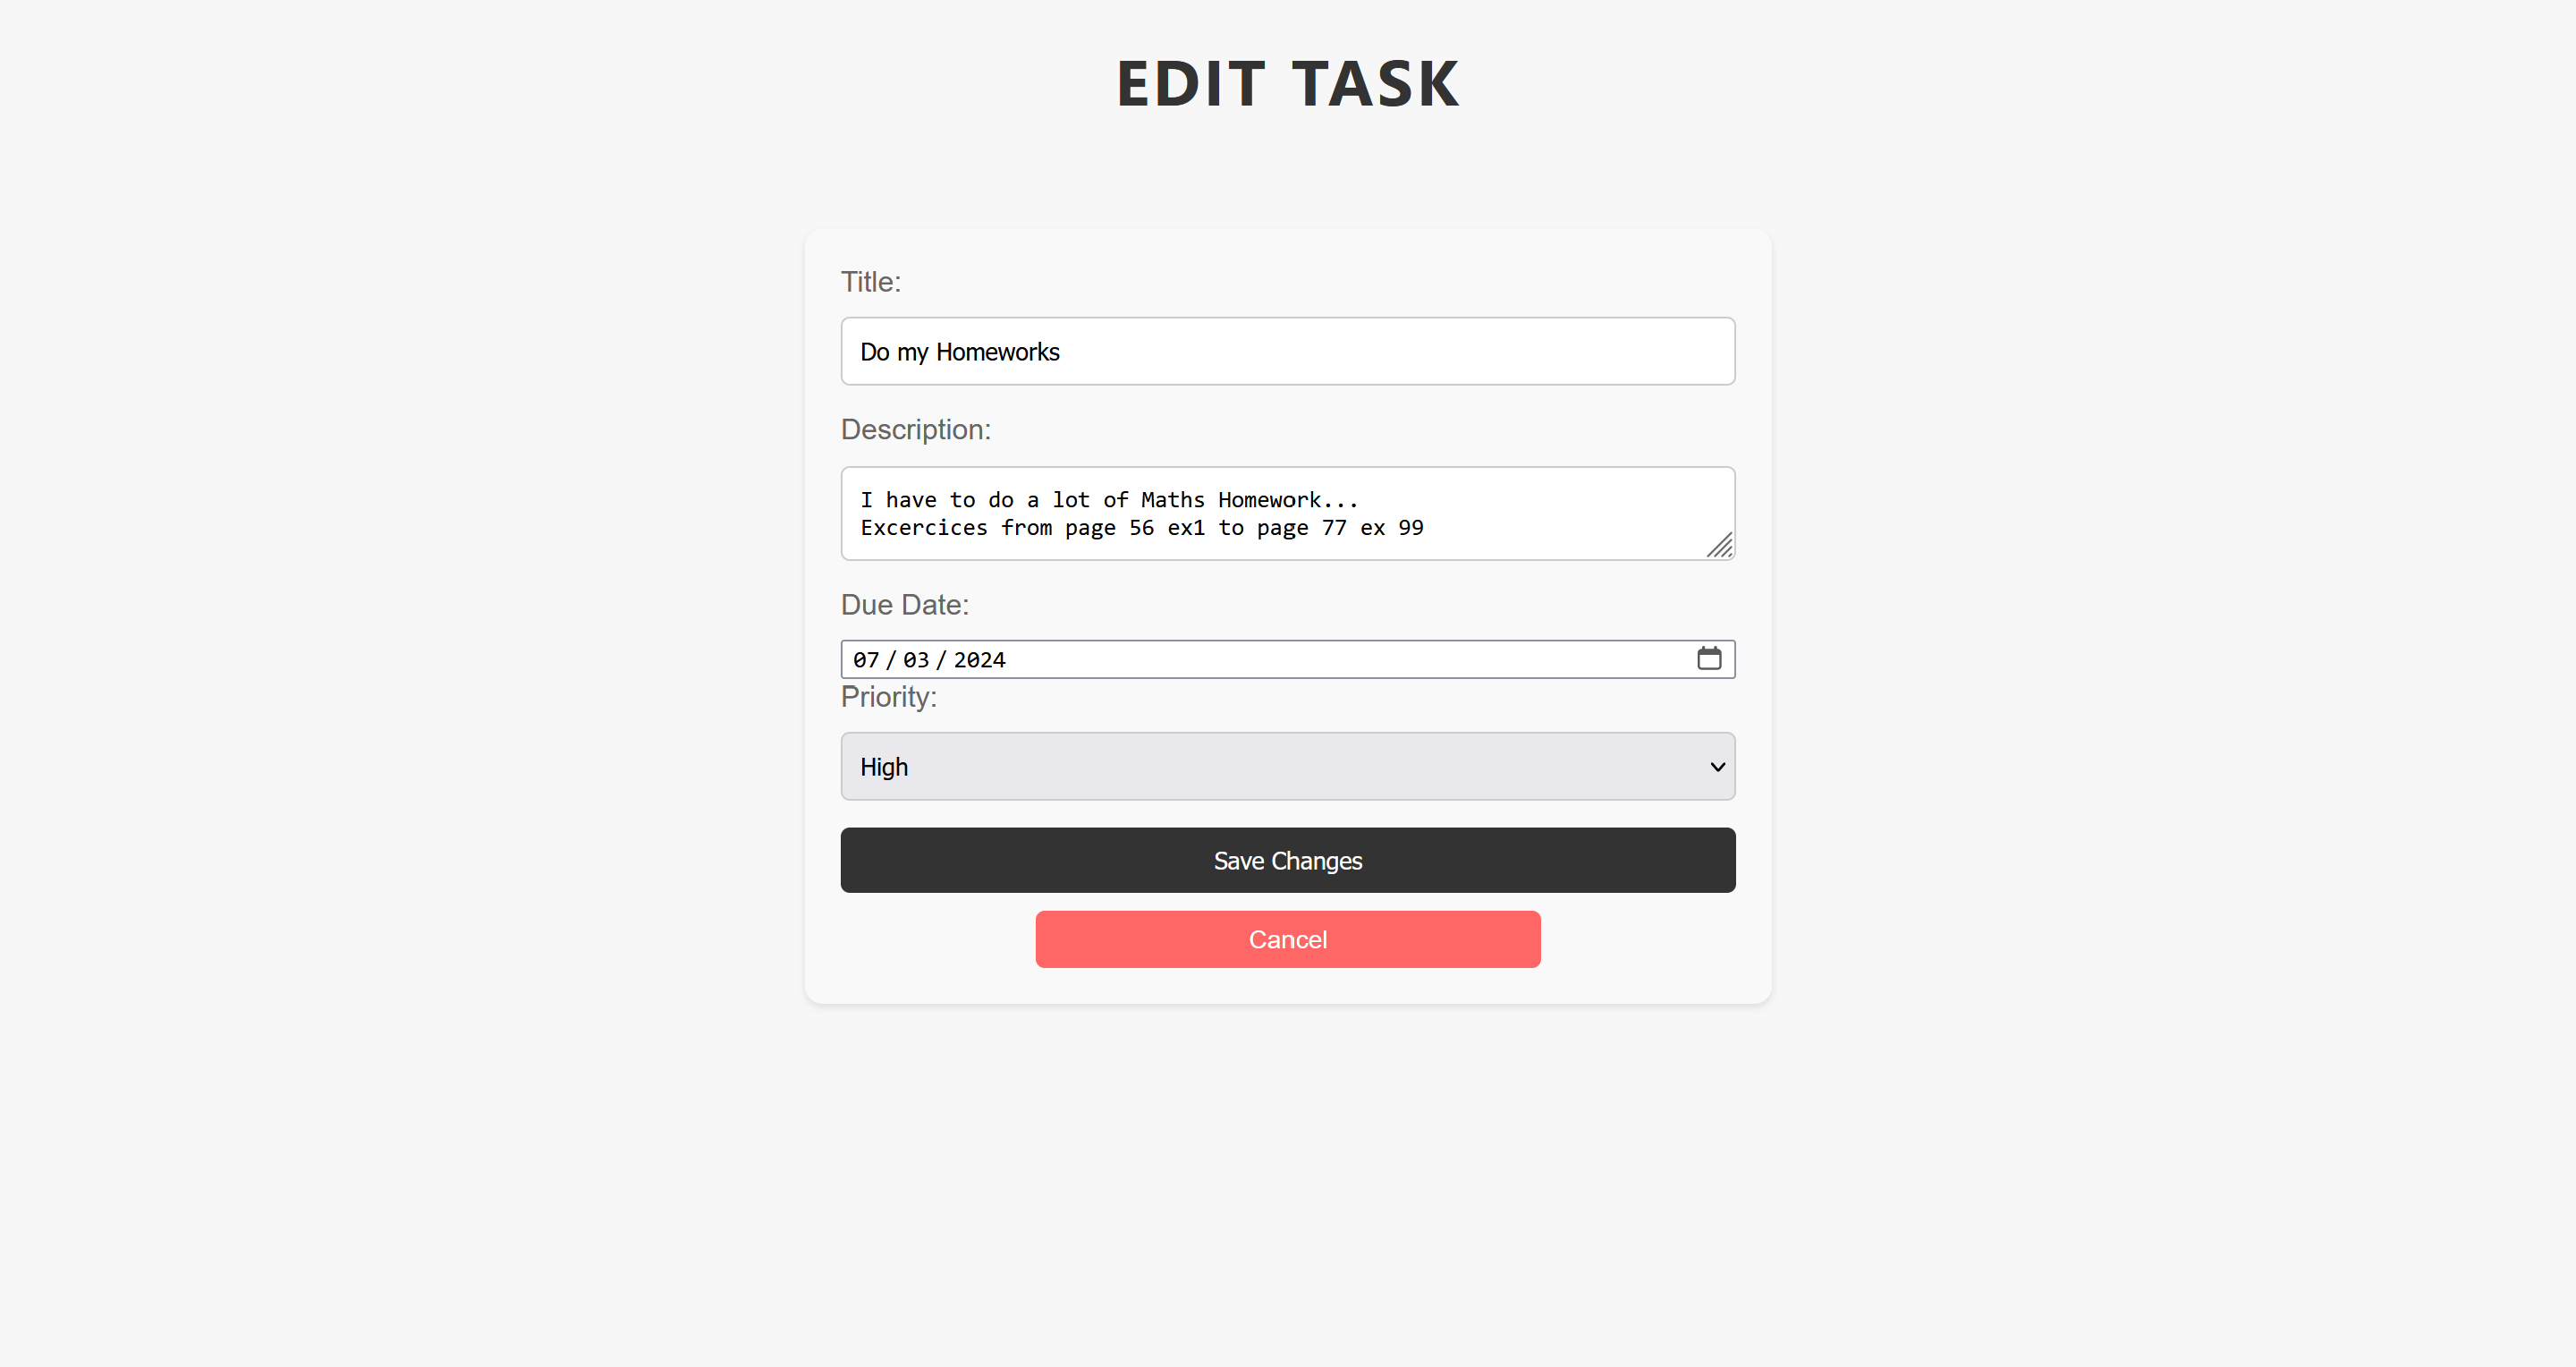 EDIT TASK
Title:
Do my Homeworks
Description:
I have to do a lot of Maths Homework...
Excercices from page 56 ex1 to page 77 ex 99
Due Date:
07 / 03 / 2024
Priority:
High
Save Changes
Cancel